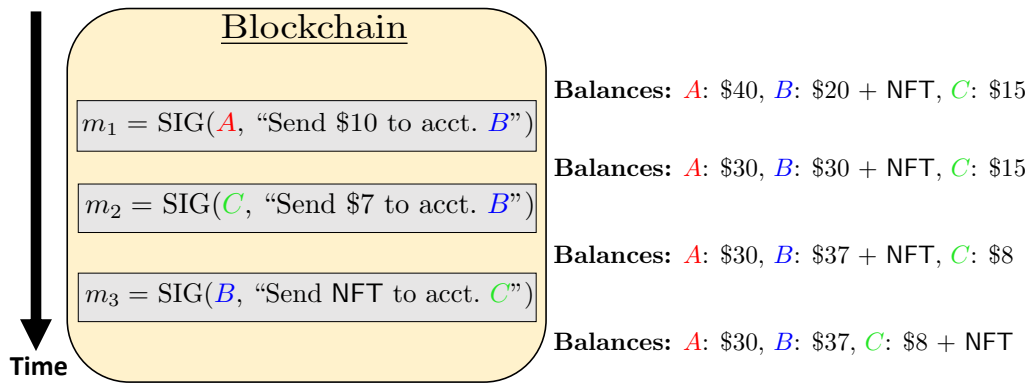 Blockchain
Balances: A: $40, B: $20 + NFT, C: $15
m₁ = SIG(A, “Send $10 to acct. B”)
Balances: A: $30, B: $30 + NFT, C: $15
m₂ = SIG(C, “Send $7 to acct. B”)
Balances: A: $30, B: $37 + NFT, C: $8
m₃ = SIG(B, “Send NFT to acct. C”)
Balances: A: $30, B: $37, C: $8 + NFT
Time